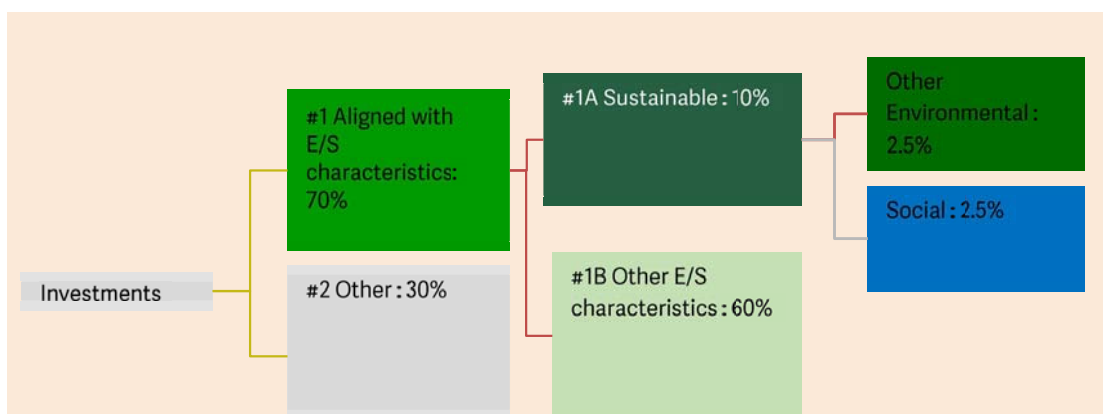 Investments
#1 Aligned with
E/S
characteristics:
70%
#2 Other : 30%
#1A Sustainable : 10%
#1B Other E/S
characteristics : 60%
Other
Environmental :
2.5%
Social : 2.5%